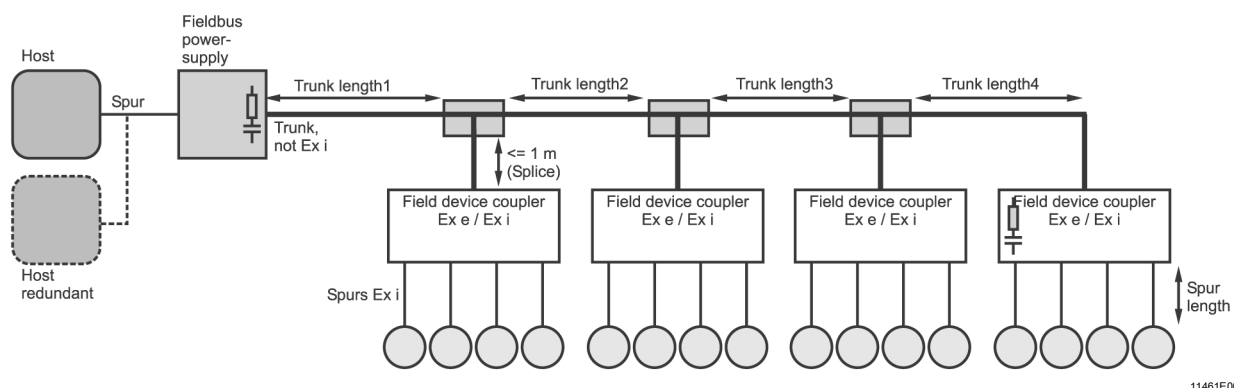 Host
Fieldbus
power-
supply
Spur
Trunk length1
Trunk length2
Trunk length3
Trunk length4
Trunk,
not Ex i
<= 1 m
(Splice)
Field device coupler
Ex e / Ex i
Field device coupler
Ex e / Ex i
Field device coupler
Ex e / Ex i
Field device coupler
Ex e / Ex i
Host
redundant
Spurs Ex i
Spur
length